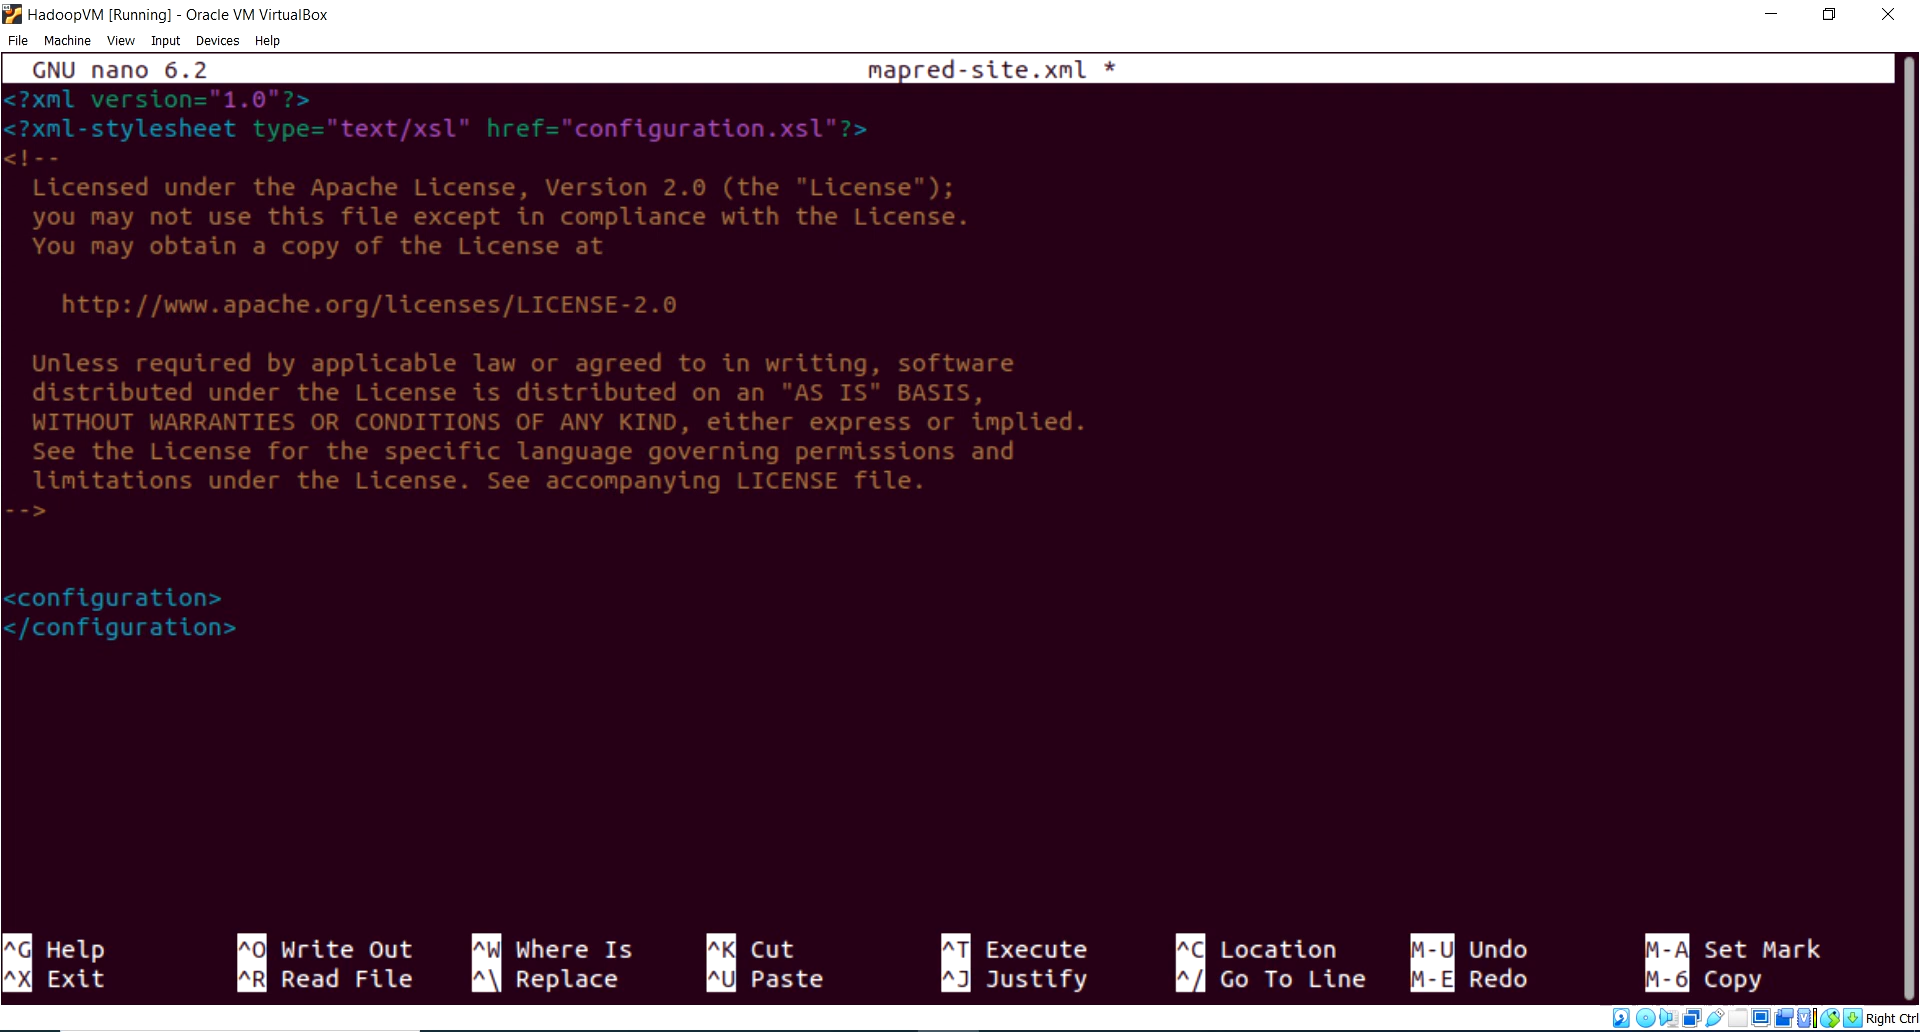 HadoopVM [Running] - Oracle VM VirtualBox
File Machine View Input Devices Help
GNU nano 6.2 mapred-site.xml *
<?xml version="1.0"?>
<?xml-stylesheet type="text/xsl" href="configuration.xsl"?>
<!--
Licensed under the Apache License, Version 2.0 (the "License");
you may not use this file except in compliance with the License.
You may obtain a copy of the License at
http://www.apache.org/licenses/LICENSE-2.0
Unless required by applicable law or agreed to in writing, software
distributed under the License is distributed on an "AS IS" BASIS,
WITHOUT WARRANTIES OR CONDITIONS OF ANY KIND, either express or implied.
See the License for the specific language governing permissions and
limitations under the License. See accompanying LICENSE file.
-->
<configuration>
</configuration>
^G Help ^O Write Out ^W Where Is ^K Cut ^T Execute ^C Location M-U Undo M-A Set Mark
^X Exit ^R Read File ^\ Replace ^U Paste ^J Justify ^/ Go To Line M-E Redo M-6 Copy
Right Ctrl